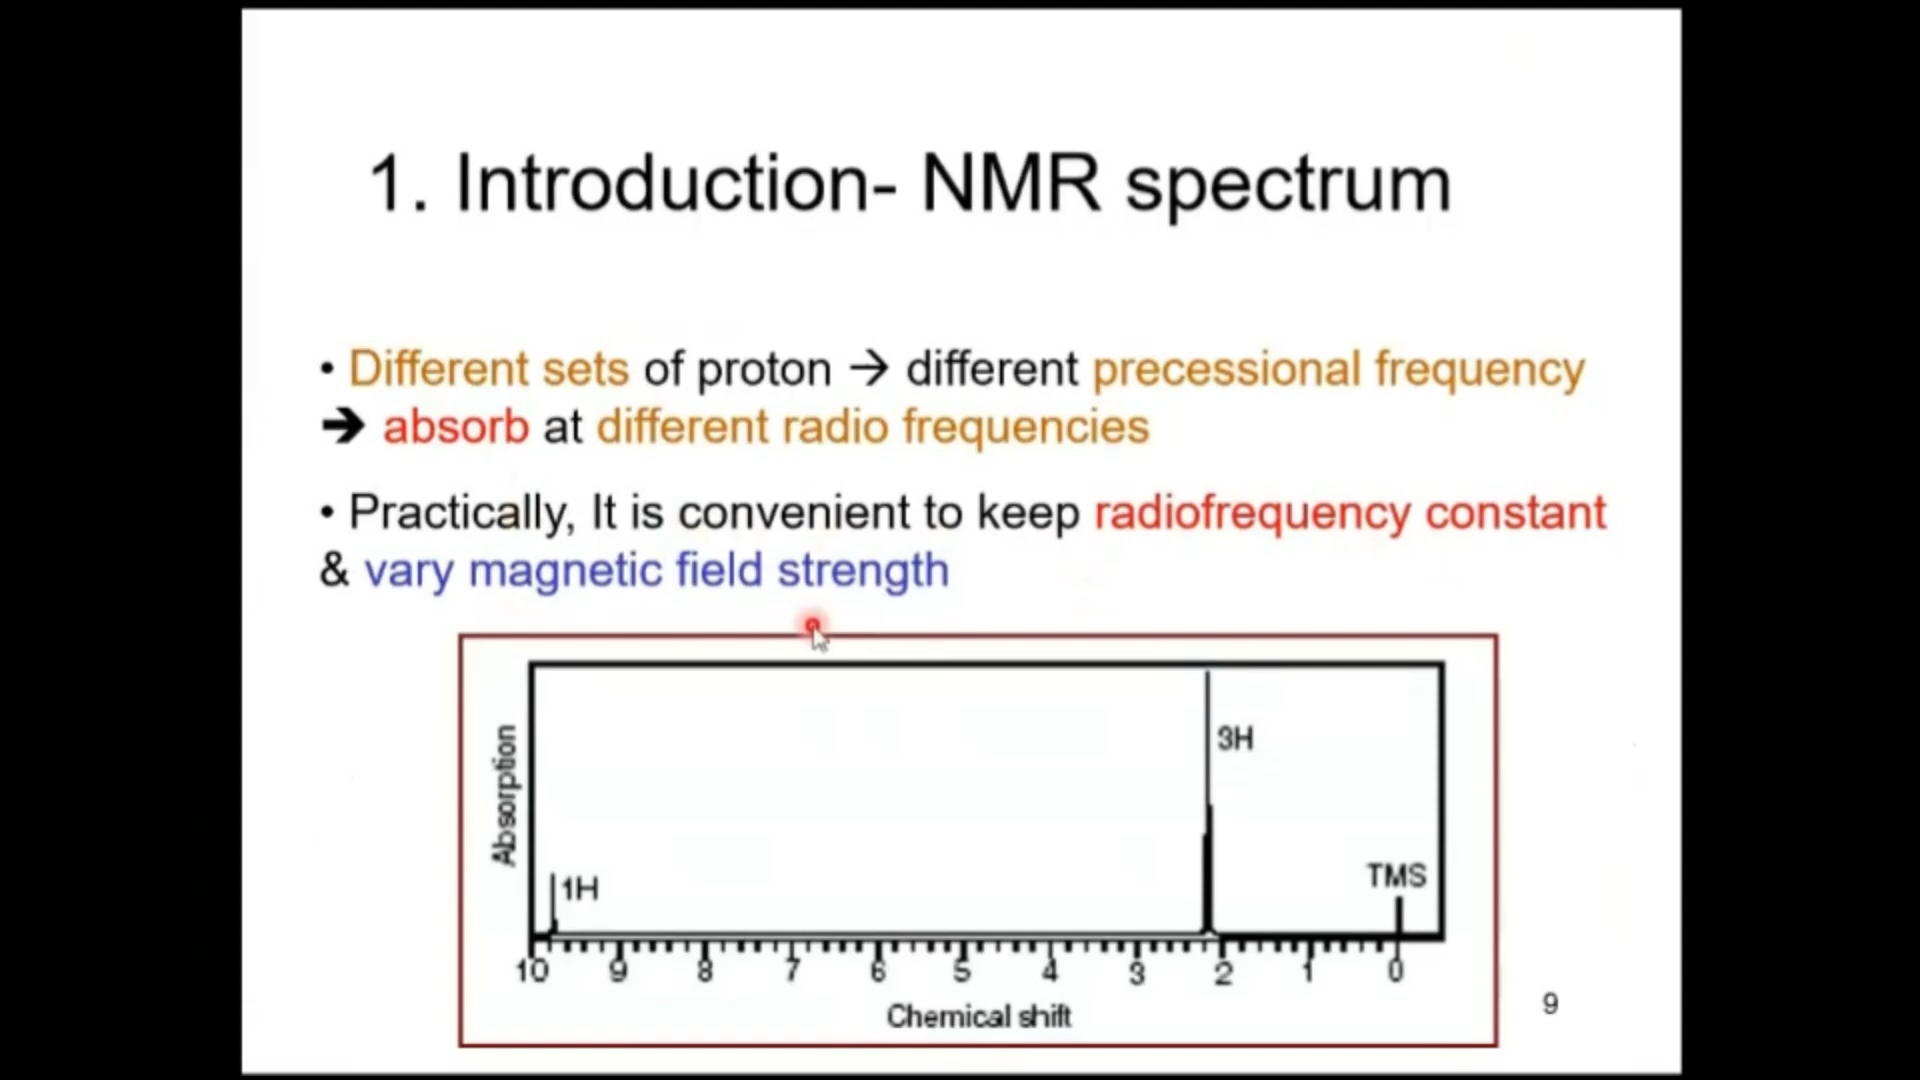 1. Introduction- NMR spectrum
• Different sets of proton → different precessional frequency
➔ absorb at different radio frequencies
• Practically, It is convenient to keep radiofrequency constant
& vary magnetic field strength
Absorption
3H
TMS
1H
10 9 8 7 6 5 4 3 2 1 0
Chemical shift
9